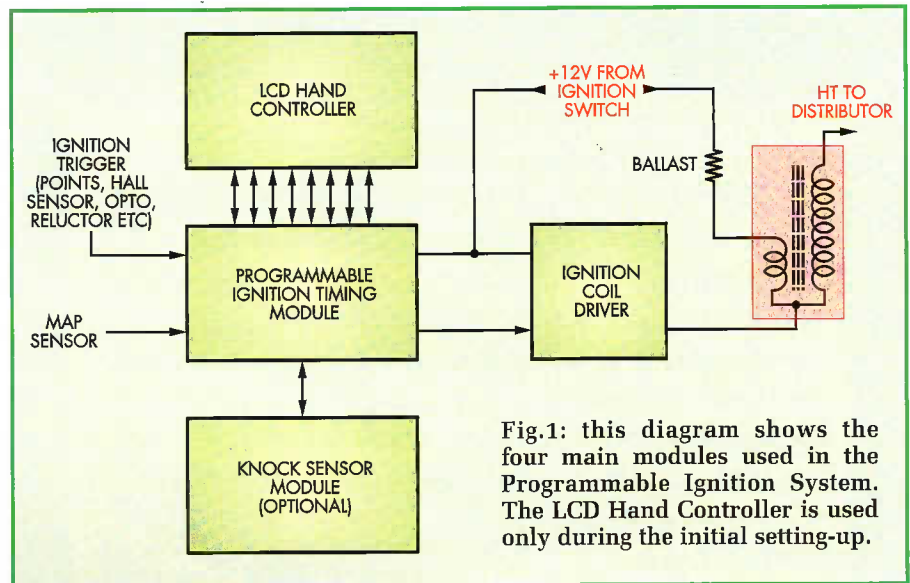 LCD HAND
CONTROLLER
+12V FROM
IGNITION
SWITCH
HT TO
DISTRIBUTOR
IGNITION
TRIGGER
(POINTS, HALL
SENSOR, OPTO,
RELUCTOR ETC)
BALLAST
PROGRAMMABLE
IGNITION TIMING
MODULE
IGNITION
COIL
DRIVER
MAP
SENSOR
KNOCK SENSOR
MODULE
(OPTIONAL)
Fig.1: this diagram shows the
four main modules used in the
Programmable Ignition System.
The LCD Hand Controller is used
only during the initial setting-up.